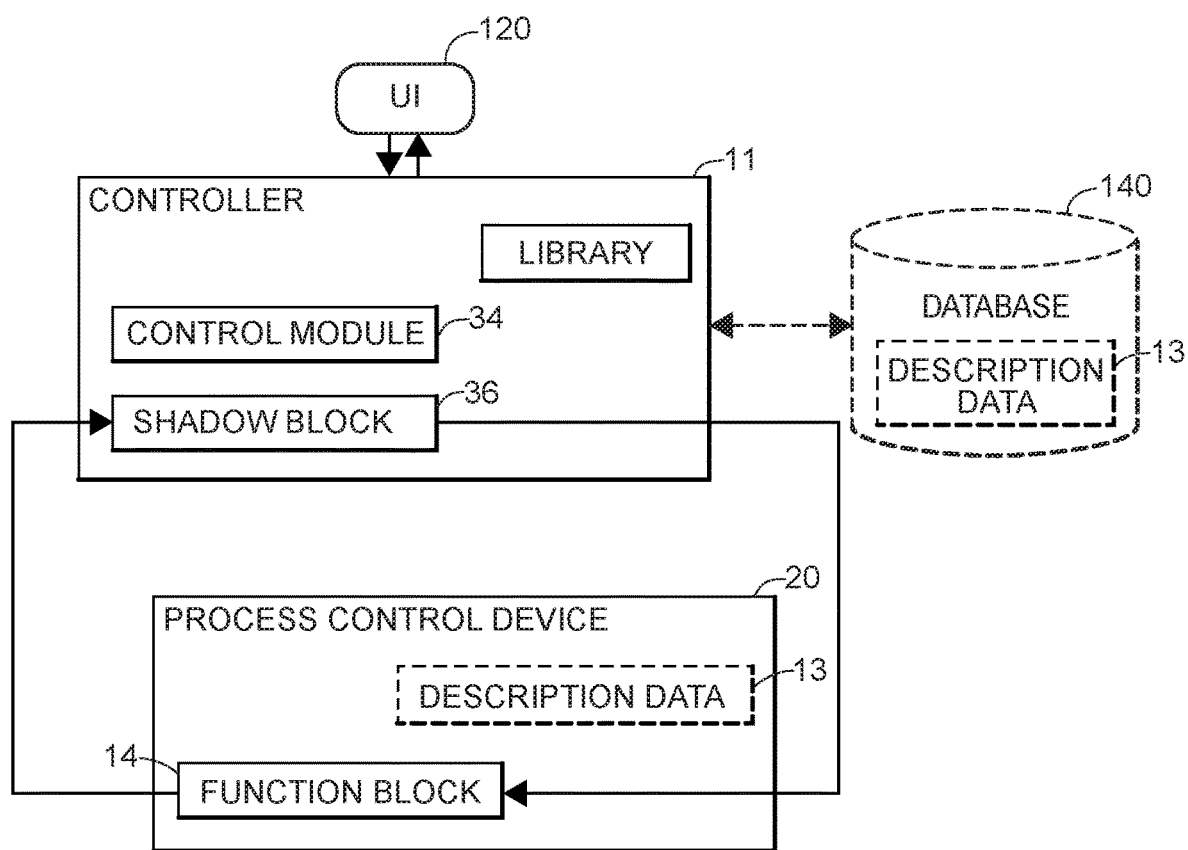 120
UI
11
CONTROLLER
140
LIBRARY
DATABASE
CONTROL MODULE
34
13
DESCRIPTION
DATA
36
SHADOW BLOCK
20
PROCESS CONTROL DEVICE
13
DESCRIPTION DATA
14
FUNCTION BLOCK